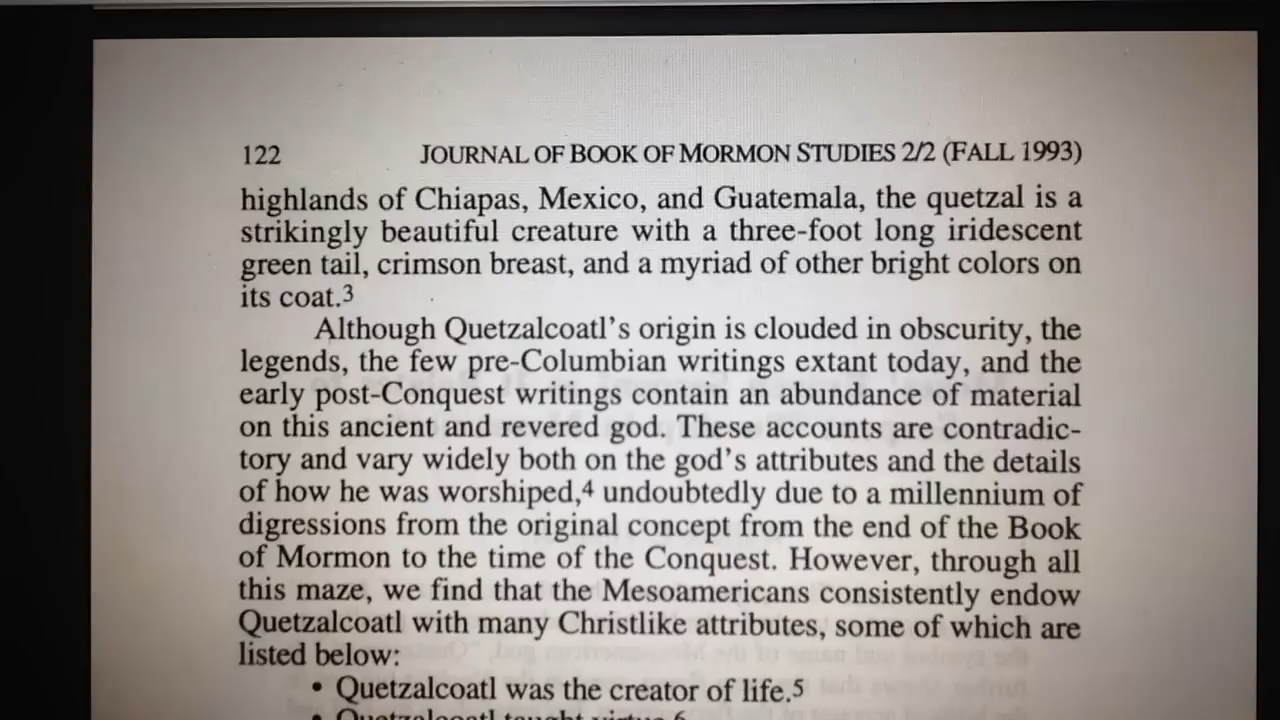 122 JOURNAL OF BOOK OF MORMON STUDIES 2/2 (FALL 1993)
highlands of Chiapas, Mexico, and Guatemala, the quetzal is a
strikingly beautiful creature with a three-foot long iridescent
green tail, crimson breast, and a myriad of other bright colors on
its coat.3
Although Quetzalcoatl's origin is clouded in obscurity, the
legends, the few pre-Columbian writings extant today, and the
early post-Conquest writings contain an abundance of material
on this ancient and revered god. These accounts are contradic-
tory and vary widely both on the god's attributes and the details
of how he was worshiped,4 undoubtedly due to a millennium of
digressions from the original concept from the end of the Book
of Mormon to the time of the Conquest. However, through all
this maze, we find that the Mesoamericans consistently endow
Quetzalcoatl with many Christlike attributes, some of which are
listed below:
• Quetzalcoatl was the creator of life.5
• Quetzalcoatl taught virtue.6